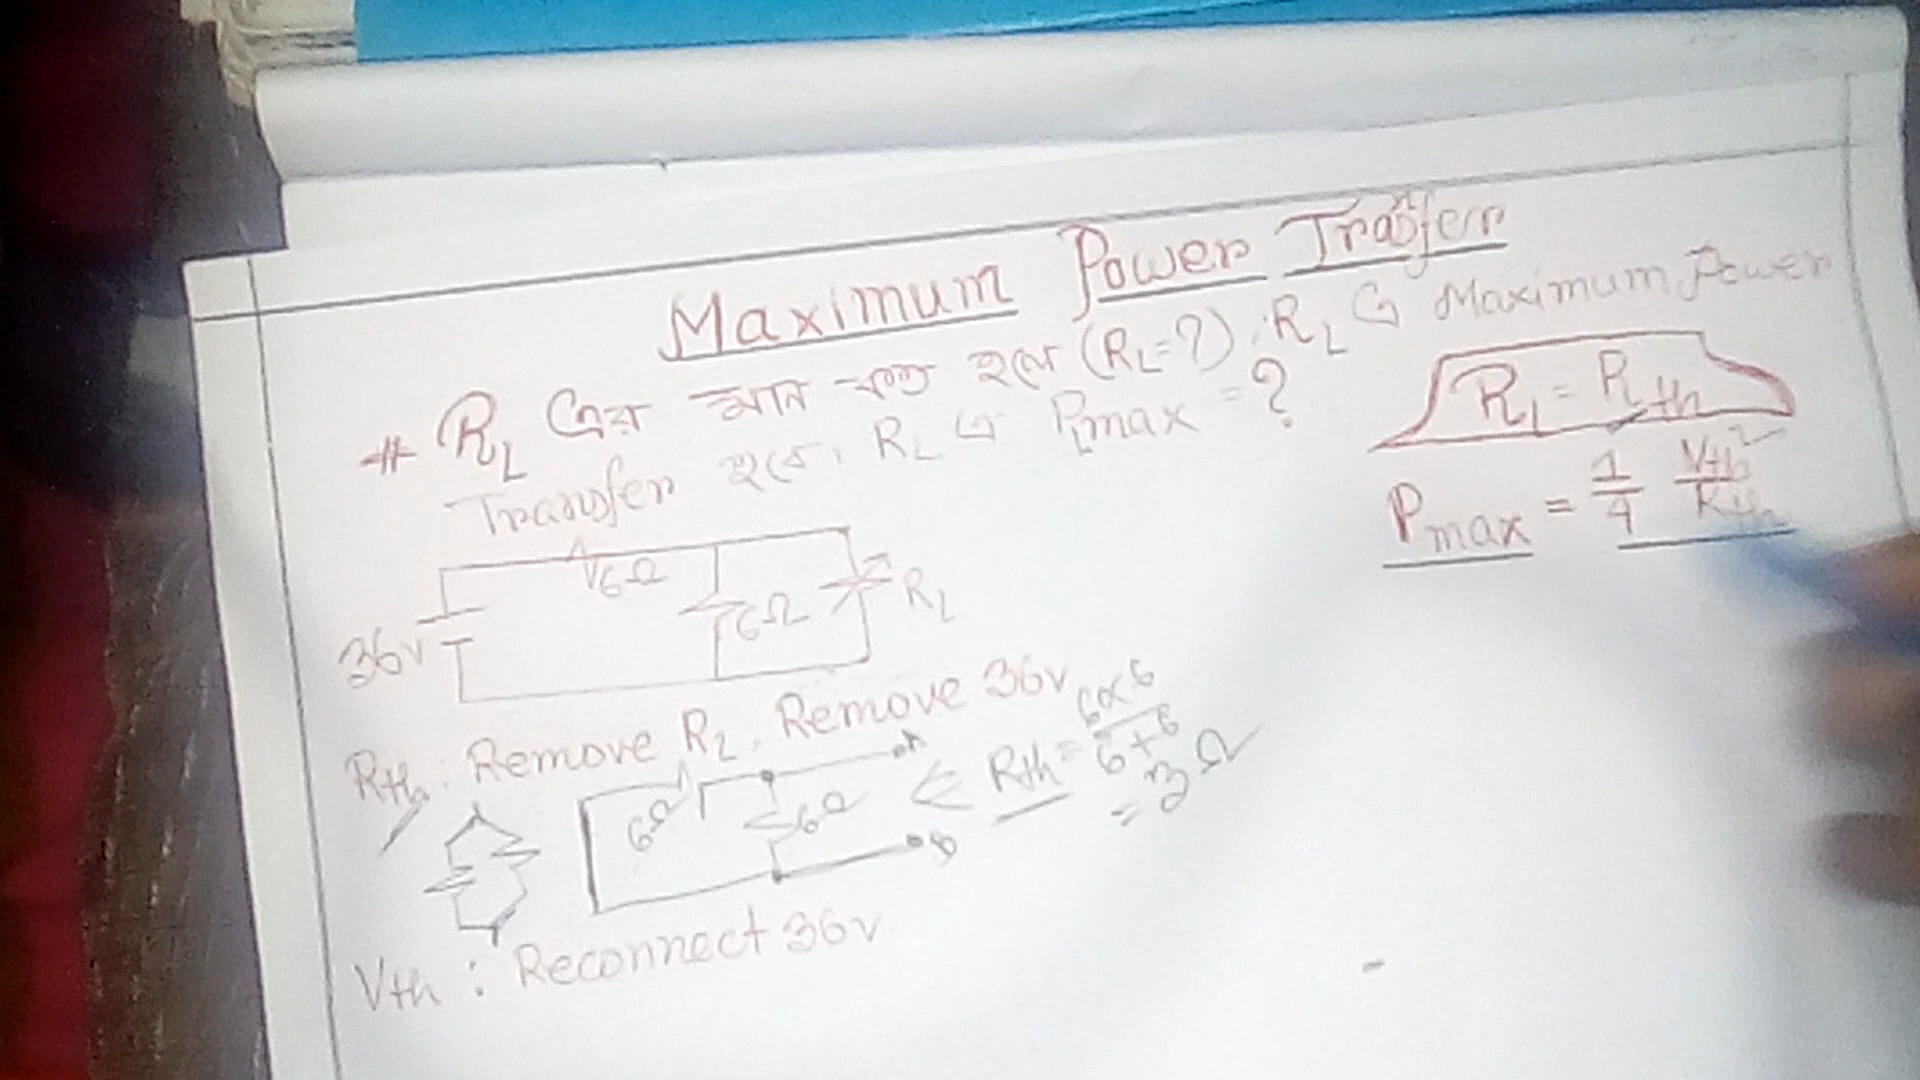 Maximum Power Trasfer
n
# RL এর মান কত হবে (RL=?) . RL এ Maximum Power
Transfer হবে। RL এ Pmax = ?
RL = Rth
Pmax = 1/4 Vth²/Rth
6Ω
36v
6Ω
RL
Rth : Remove RL, Remove 36v
A
6Ω
6Ω
B
⇐ Rth = 6×6/6+6
= 3Ω
Vth : Reconnect 36v